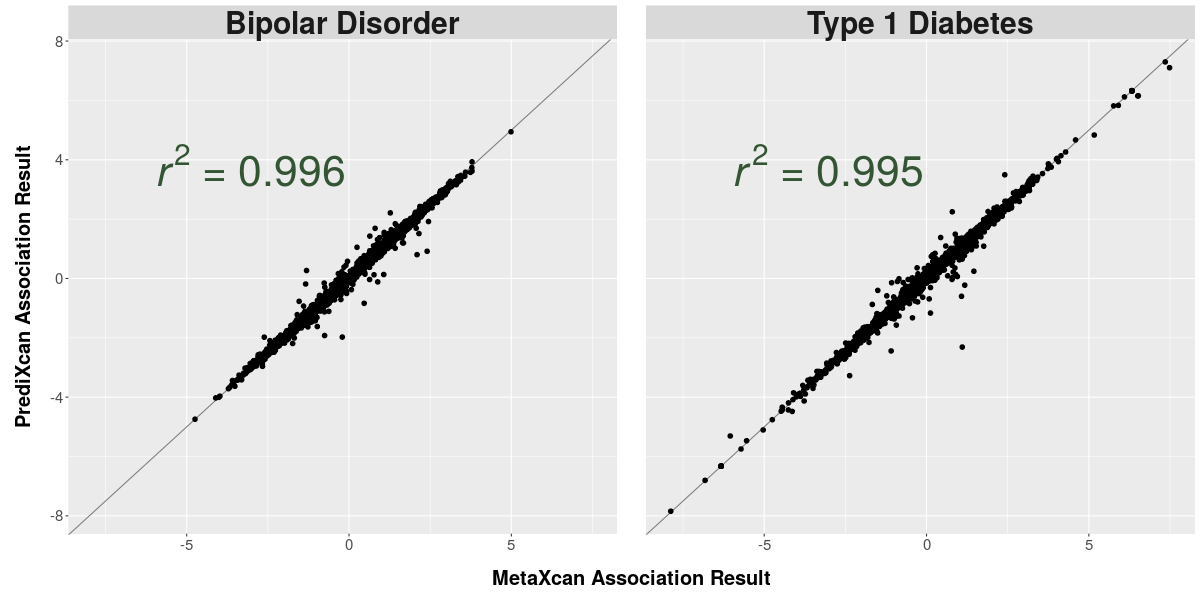 Bipolar Disorder
Type 1 Diabetes
PrediXcan Association Result
8
4
0
-4
-8
r² = 0.996
r² = 0.995
-5
0
5
-5
0
5
MetaXcan Association Result